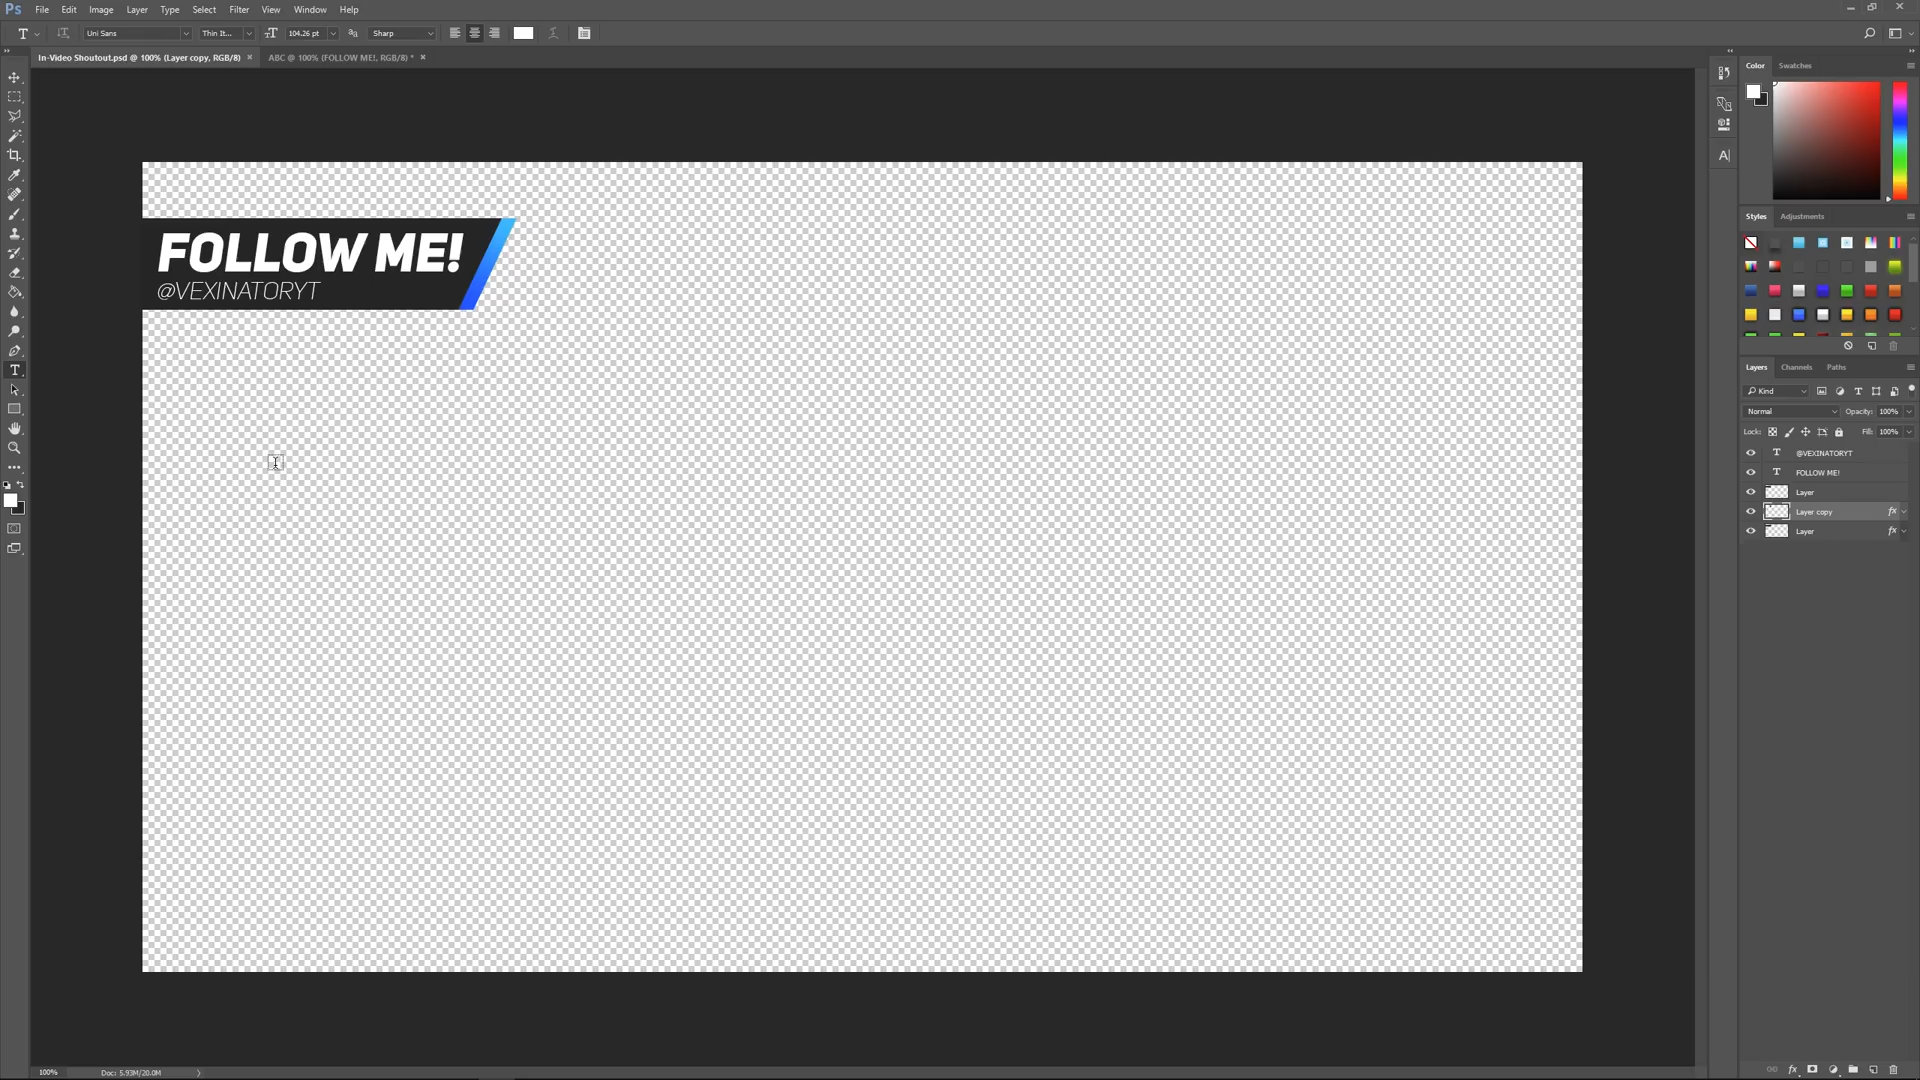 Ps File Edit Image Layer Type Select Filter View Window Help
T Uni Sans Thin It... 104.26 pt Sharp
In-Video Shoutout.psd @ 100% (Layer copy, RGB/8) × ABC @ 100% (FOLLOW ME!, RGB/8) * ×
Color Swatches
Styles Adjustments
FOLLOW ME!
@VEXINATORYT
Layers Channels Paths
Kind
Normal Opacity: 100%
Lock: Fill: 100%
T @VEXINATORYT
T FOLLOW ME!
Layer
Layer copy fx
Layer fx
100% Doc: 5.93M/20.0M